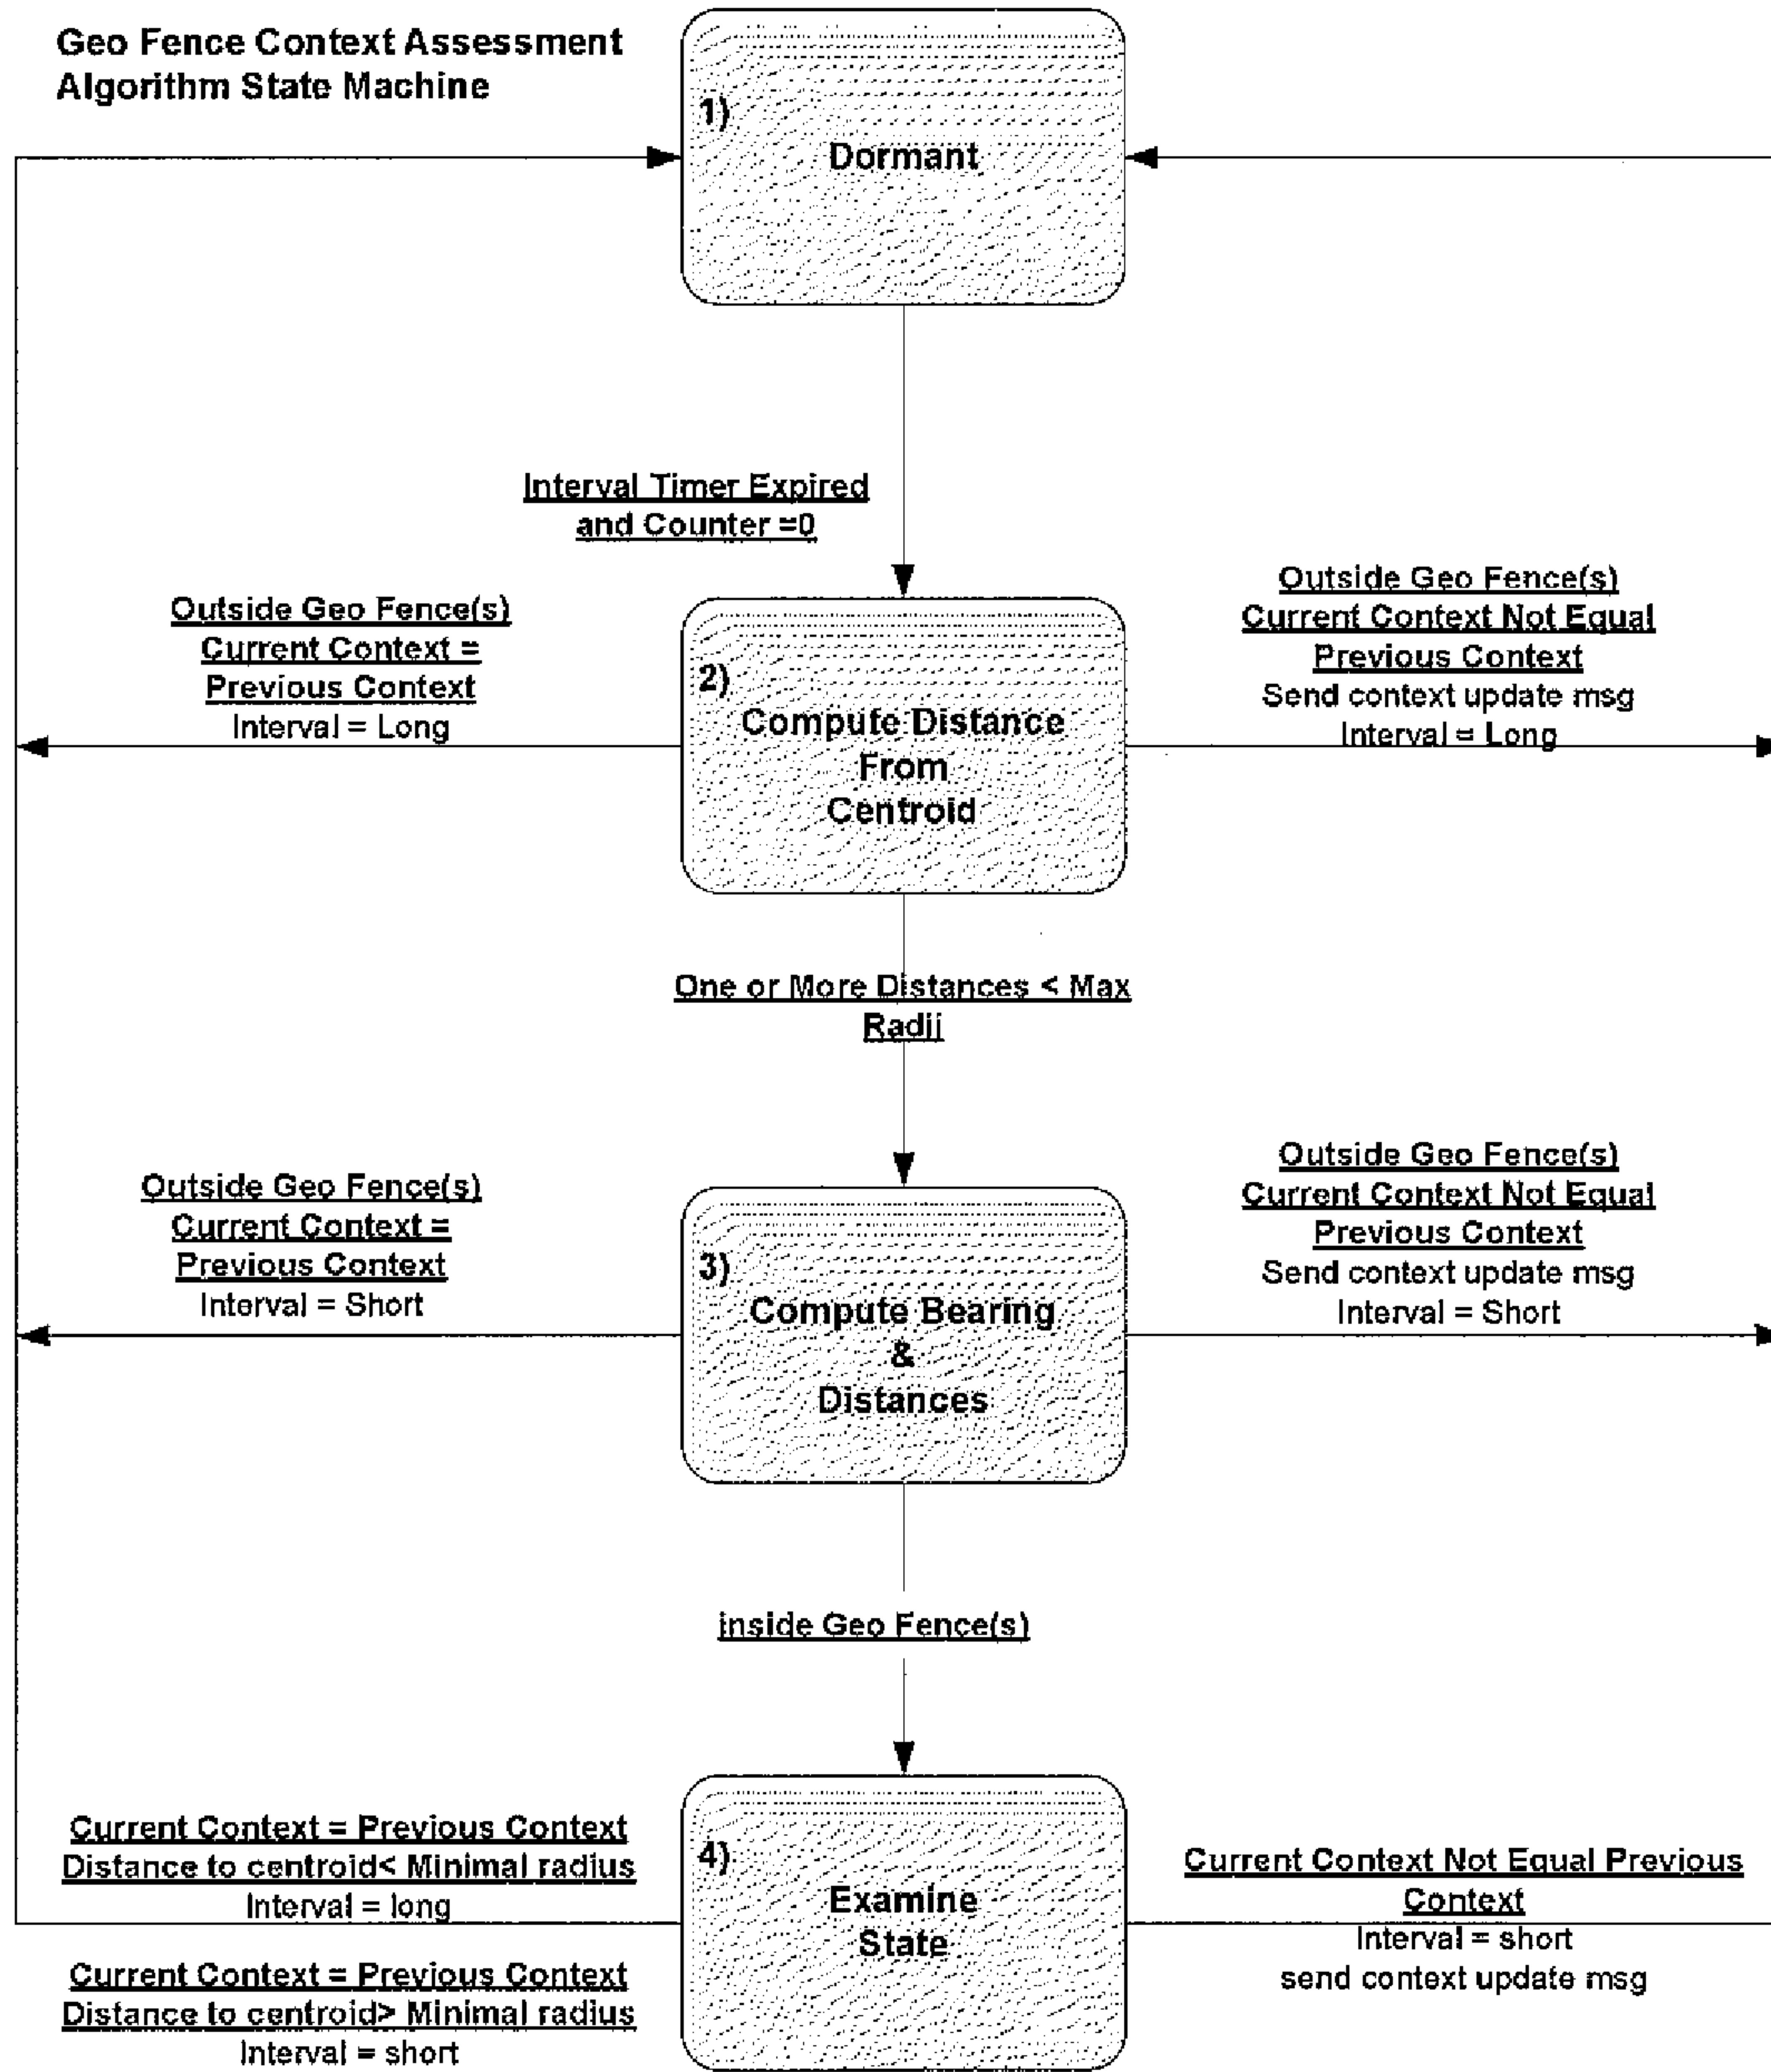 Geo Fence Context Assessment
Algorithm State Machine
1)
Dormant
Interval Timer Expired
and Counter =0
Outside Geo Fence(s)
Current Context =
Previous Context
Interval = Long
2)
Compute Distance
From
Centroid
Outside Geo Fence(s)
Current Context Not Equal
Previous Context
Send context update msg
Interval = Long
One or More Distances < Max
Radii
Outside Geo Fence(s)
Current Context =
Previous Context
Interval = Short
3)
Compute Bearing
&
Distances
Outside Geo Fence(s)
Current Context Not Equal
Previous Context
Send context update msg
Interval = Short
inside Geo Fence(s)
Current Context = Previous Context
Distance to centroid< Minimal radius
Interval = long
Current Context = Previous Context
Distance to centroid> Minimal radius
Interval = short
4)
Examine
State
Current Context Not Equal Previous
Context
Interval = short
send context update msg